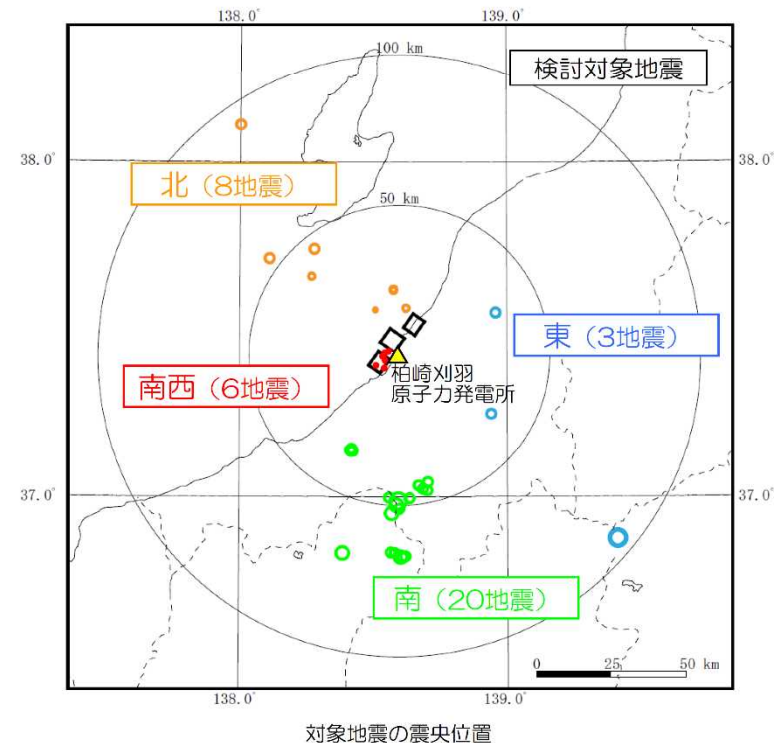 138.0°
139.0°
100 km
検討対象地震
38.0°
38.0°
北（8地震）
50 km
東（3地震）
柏崎刈羽
原子力発電所
南西（6地震）
37.0°
37.0°
南（20地震）
0 25 50 km
138.0°
139.0°
対象地震の震央位置